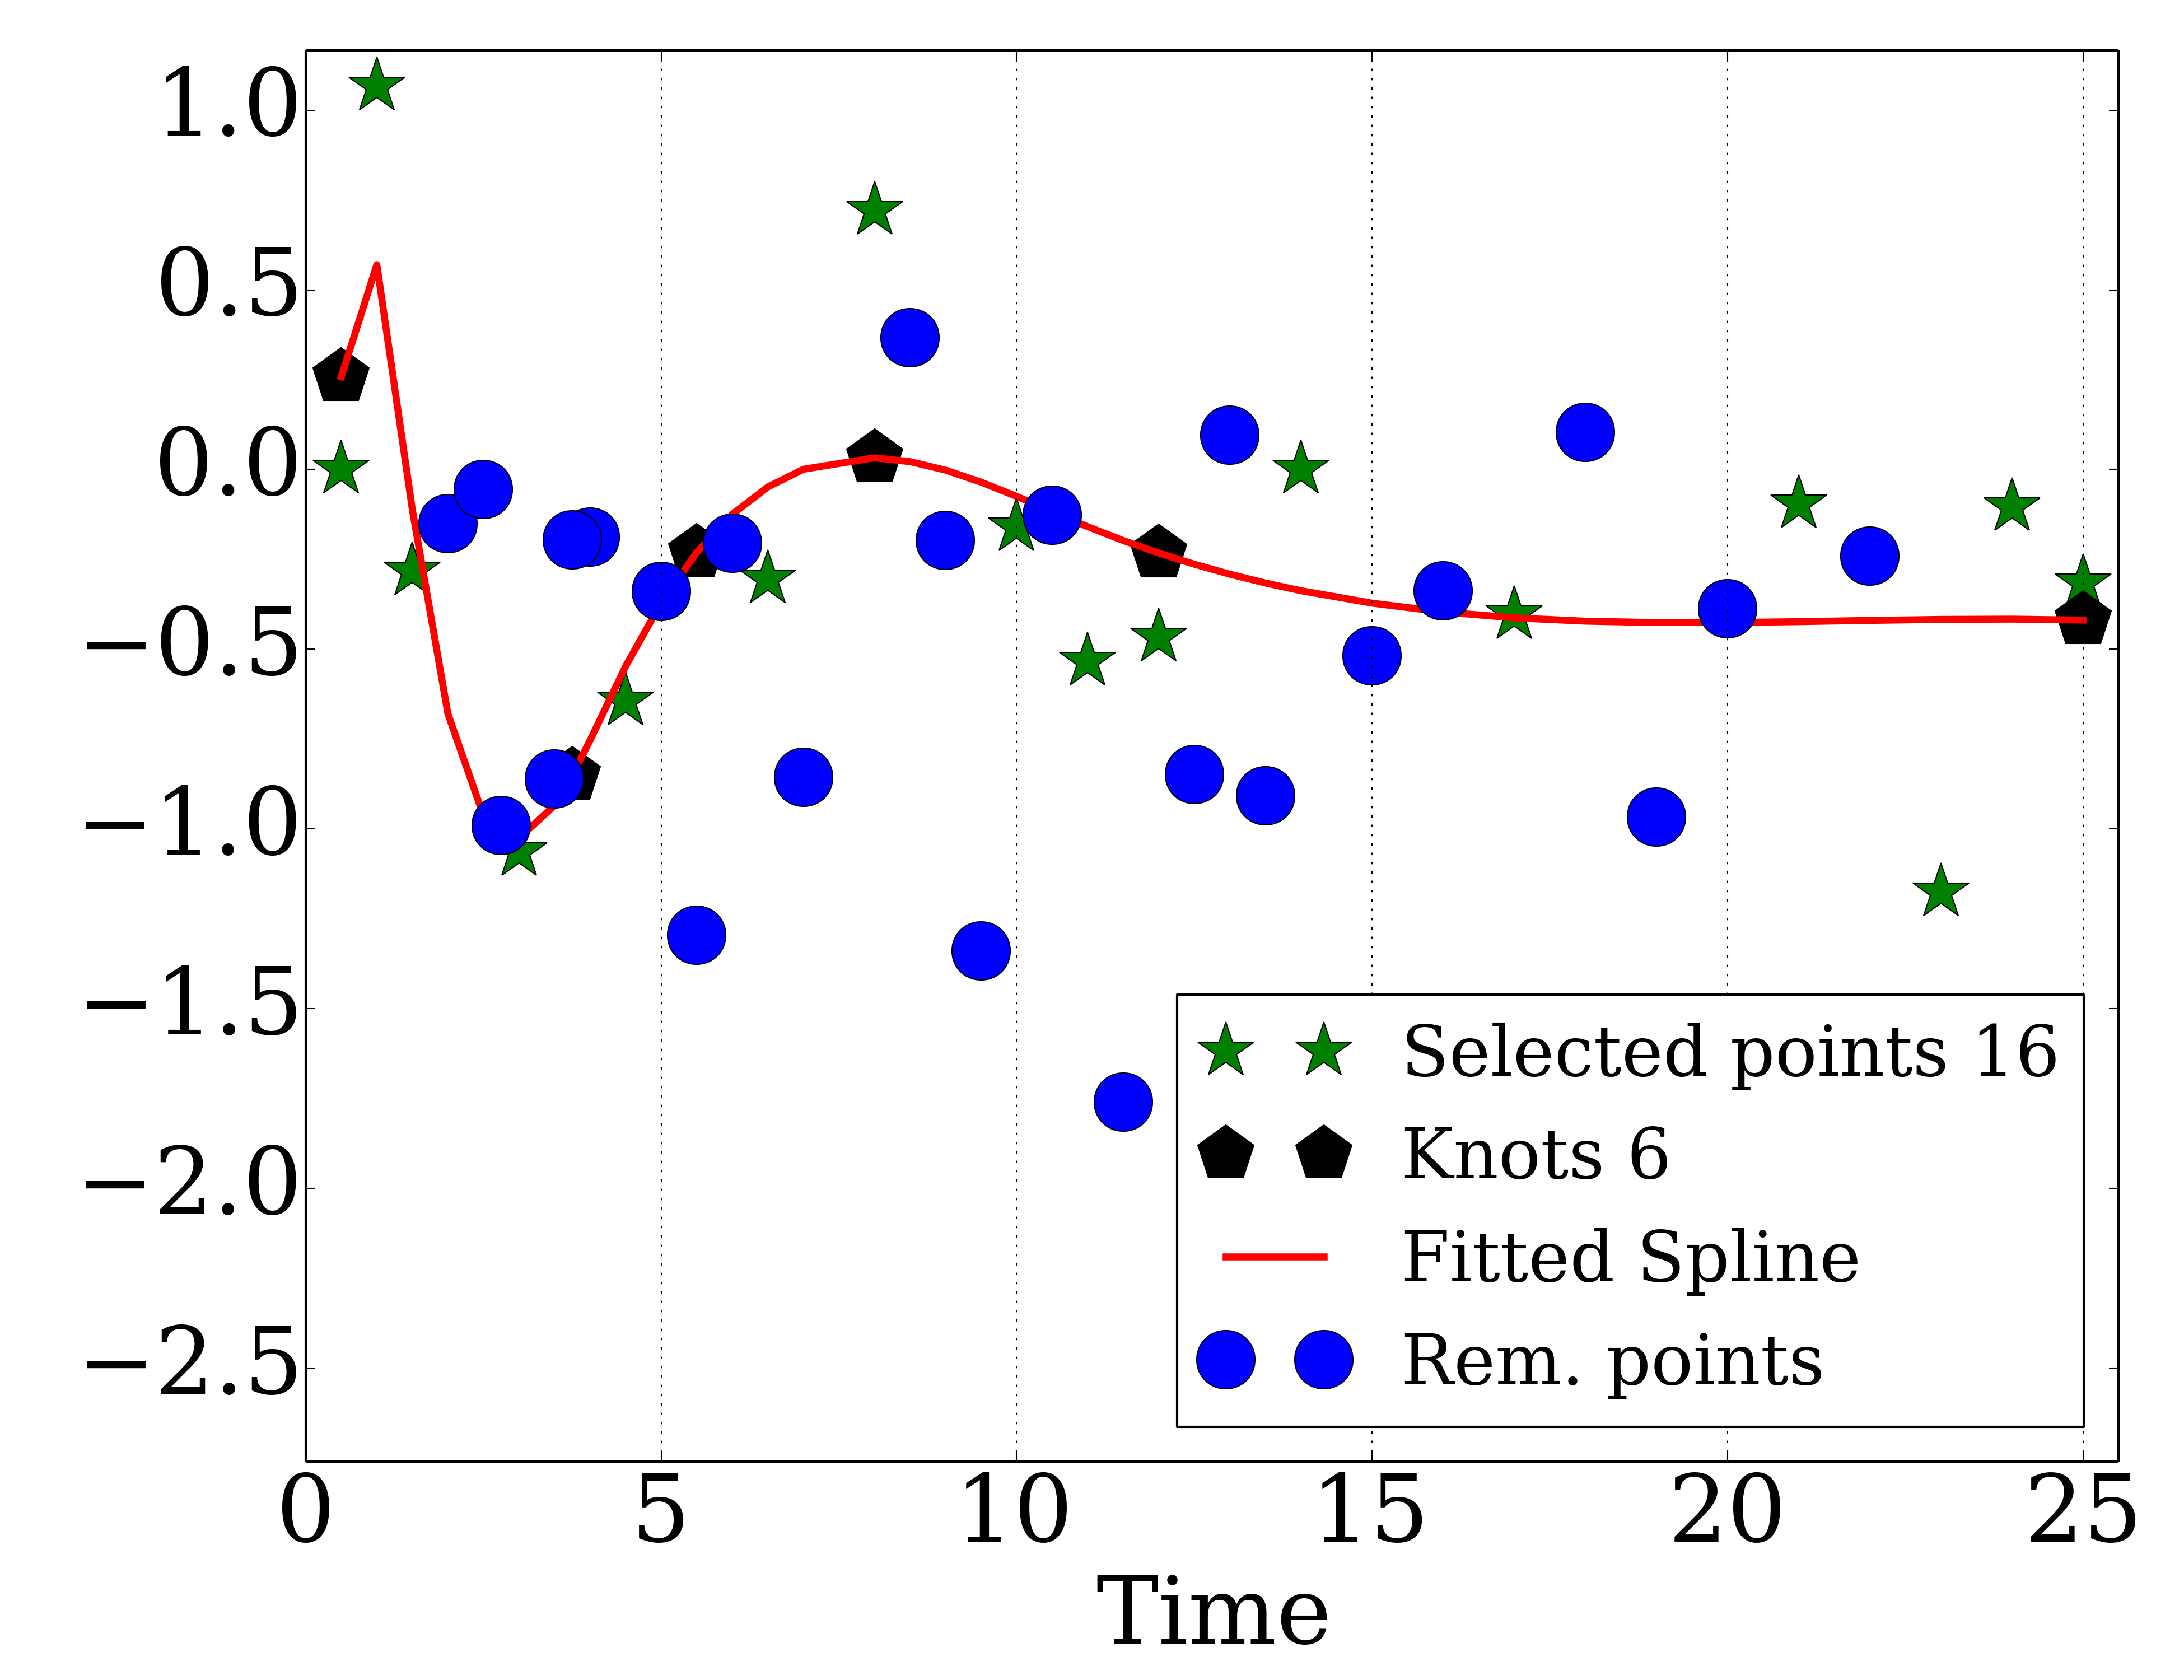 1.0
0.5
0.0
−0.5
−1.0
−1.5
−2.0
−2.5
Selected points 16
Knots 6
Fitted Spline
Rem. points
0 5 10 15 20 25
Time